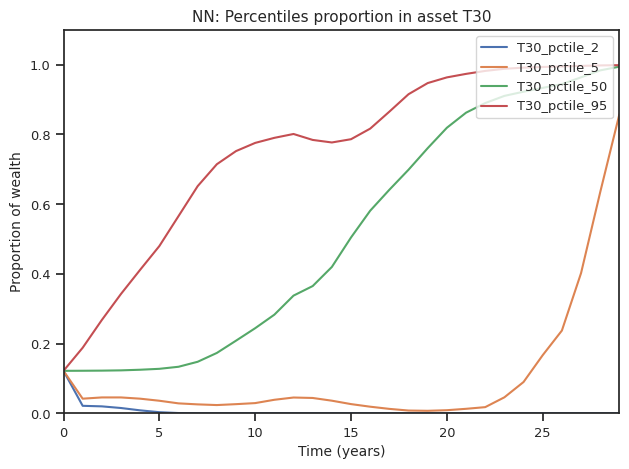 NN: Percentiles proportion in asset T30
T30_pctile_2
T30_pctile_5
T30_pctile_50
T30_pctile_95
Proportion of wealth
1.0
0.8
0.6
0.4
0.2
0.0
0 5 10 15 20 25
Time (years)